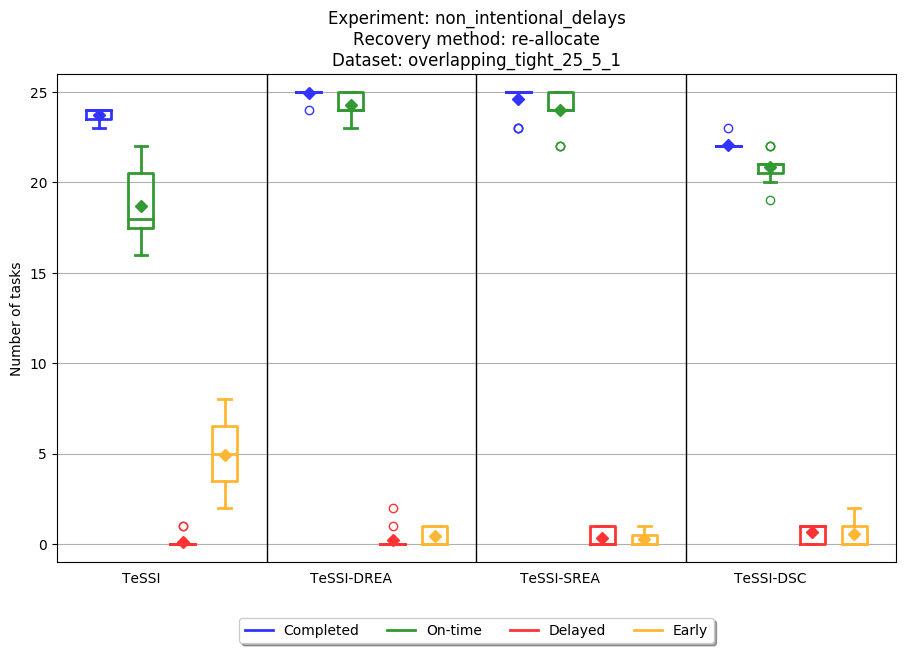 Experiment: non_intentional_delays
Recovery method: re-allocate
Dataset: overlapping_tight_25_5_1
Number of tasks
25
20
15
10
5
0
TeSSI TeSSI-DREA TeSSI-SREA TeSSI-DSC
Completed On-time Delayed Early